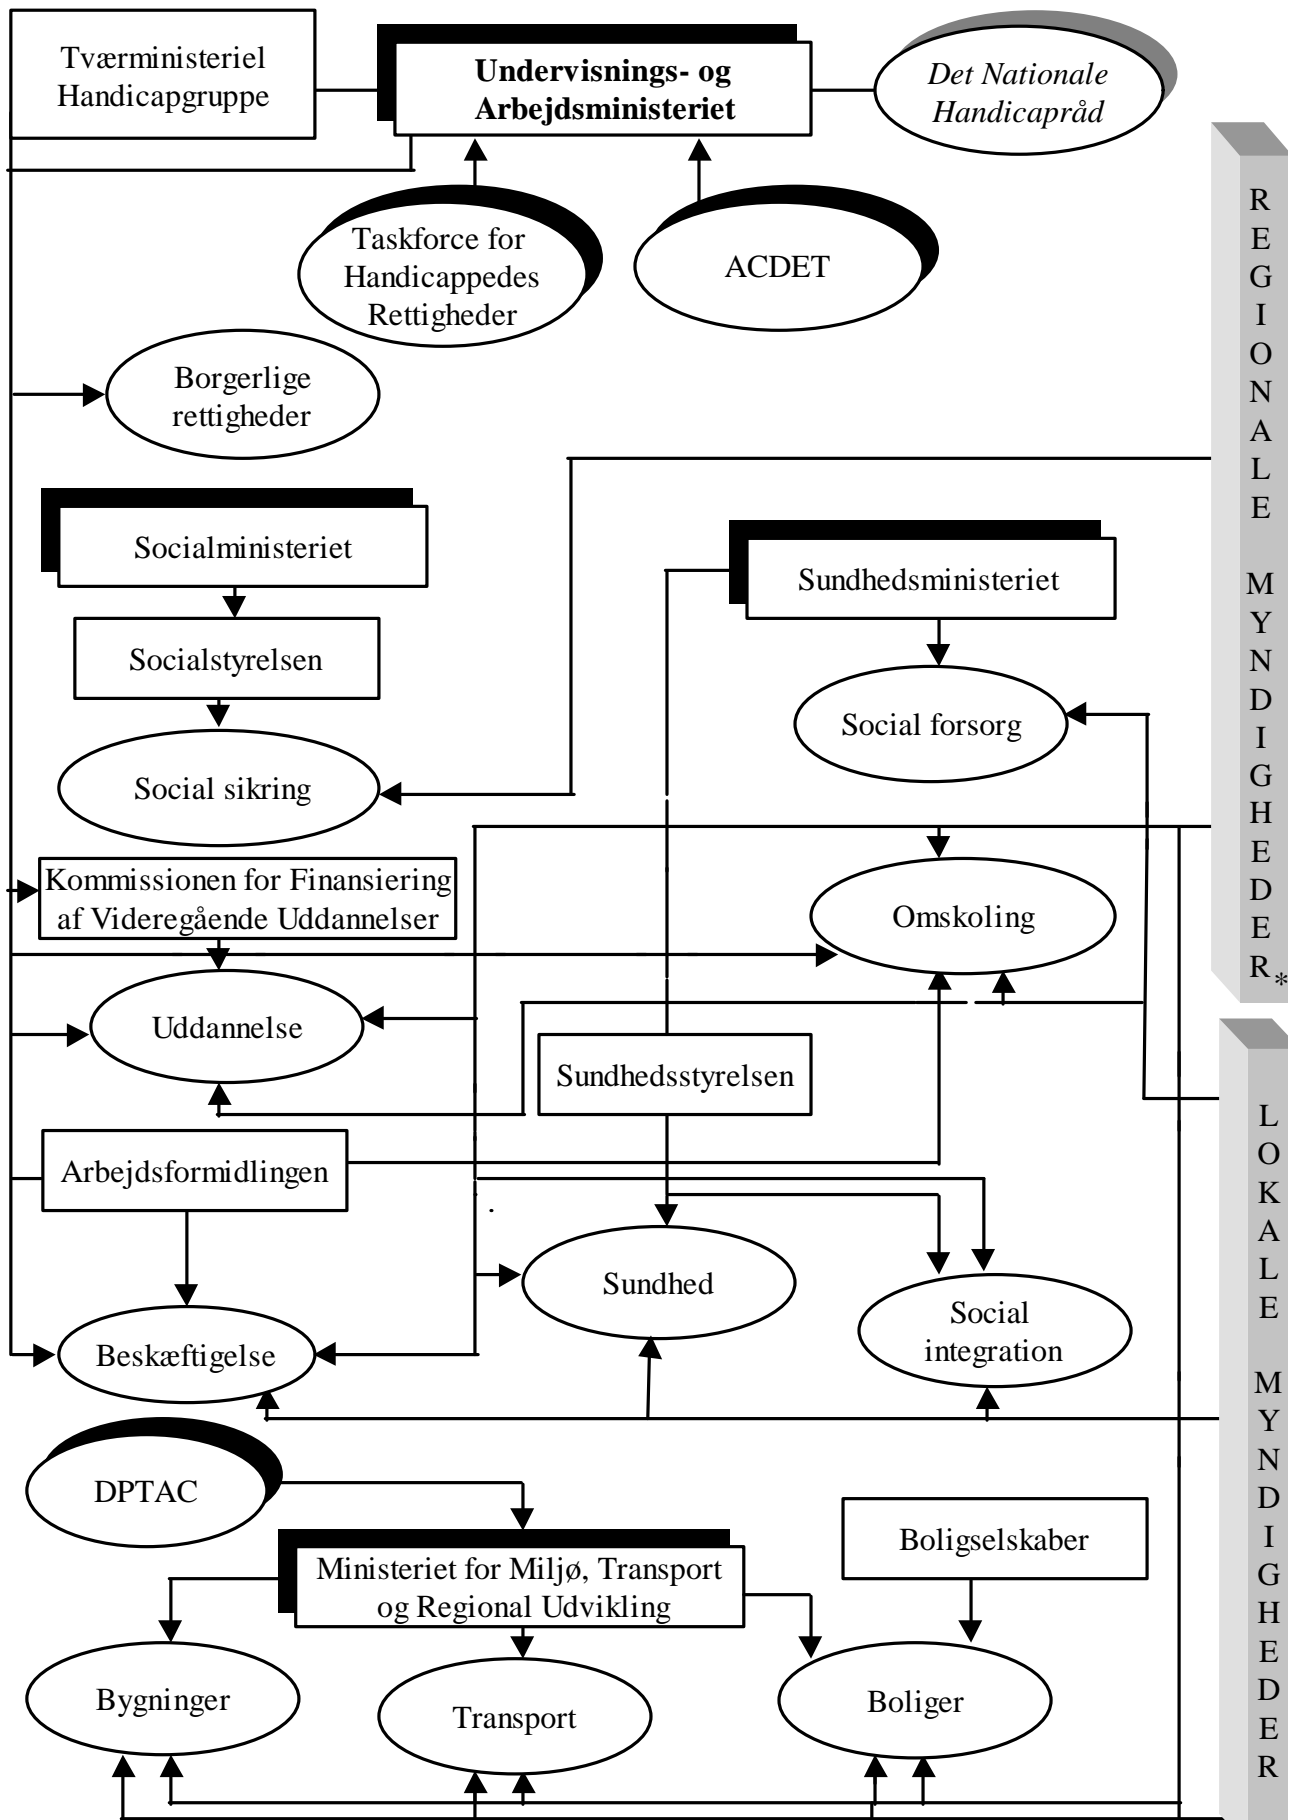 Tværministeriel
Handicapgruppe
Undervisnings- og
Arbejdsministeriet
Det Nationale
Handicapråd
Taskforce for
Handicappedes
Rettigheder
ACDET
Borgerlige
rettigheder
REGIONALE MYNDIGHEDER*
Socialministeriet
Sundhedsministeriet
Socialstyrelsen
Social forsorg
Social sikring
Kommissionen for Finansiering
af Videregående Uddannelser
Omskoling
Uddannelse
Sundhedsstyrelsen
LOKALE MYNDIGHEDER
Arbejdsformidlingen
Sundhed
Social
integration
Beskæftigelse
DPTAC
Boligselskaber
Ministeriet for Miljø, Transport
og Regional Udvikling
Bygninger
Transport
Boliger